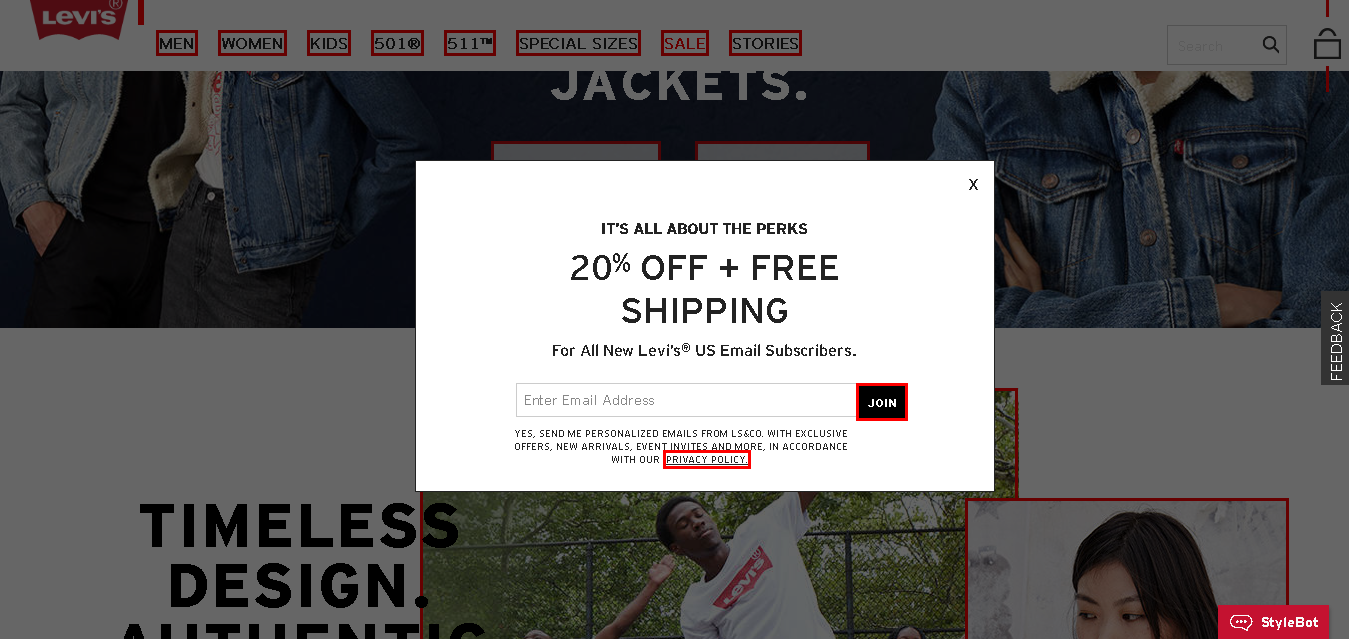 LEVI'S ®
MEN WOMEN KIDS 501® 511™ SPECIAL SIZES SALE STORIES
Search
JACKETS.
X
IT'S ALL ABOUT THE PERKS
20% OFF + FREE
SHIPPING
For All New Levi's® US Email Subscribers.
Enter Email Address
JOIN
YES, SEND ME PERSONALIZED EMAILS FROM LS&CO. WITH EXCLUSIVE
OFFERS, NEW ARRIVALS, EVENT INVITES AND MORE, IN ACCORDANCE
WITH OUR PRIVACY POLICY.
FEEDBACK
TIMELESS
DESIGN.
AUTHENTIC
LEVI'S
StyleBot